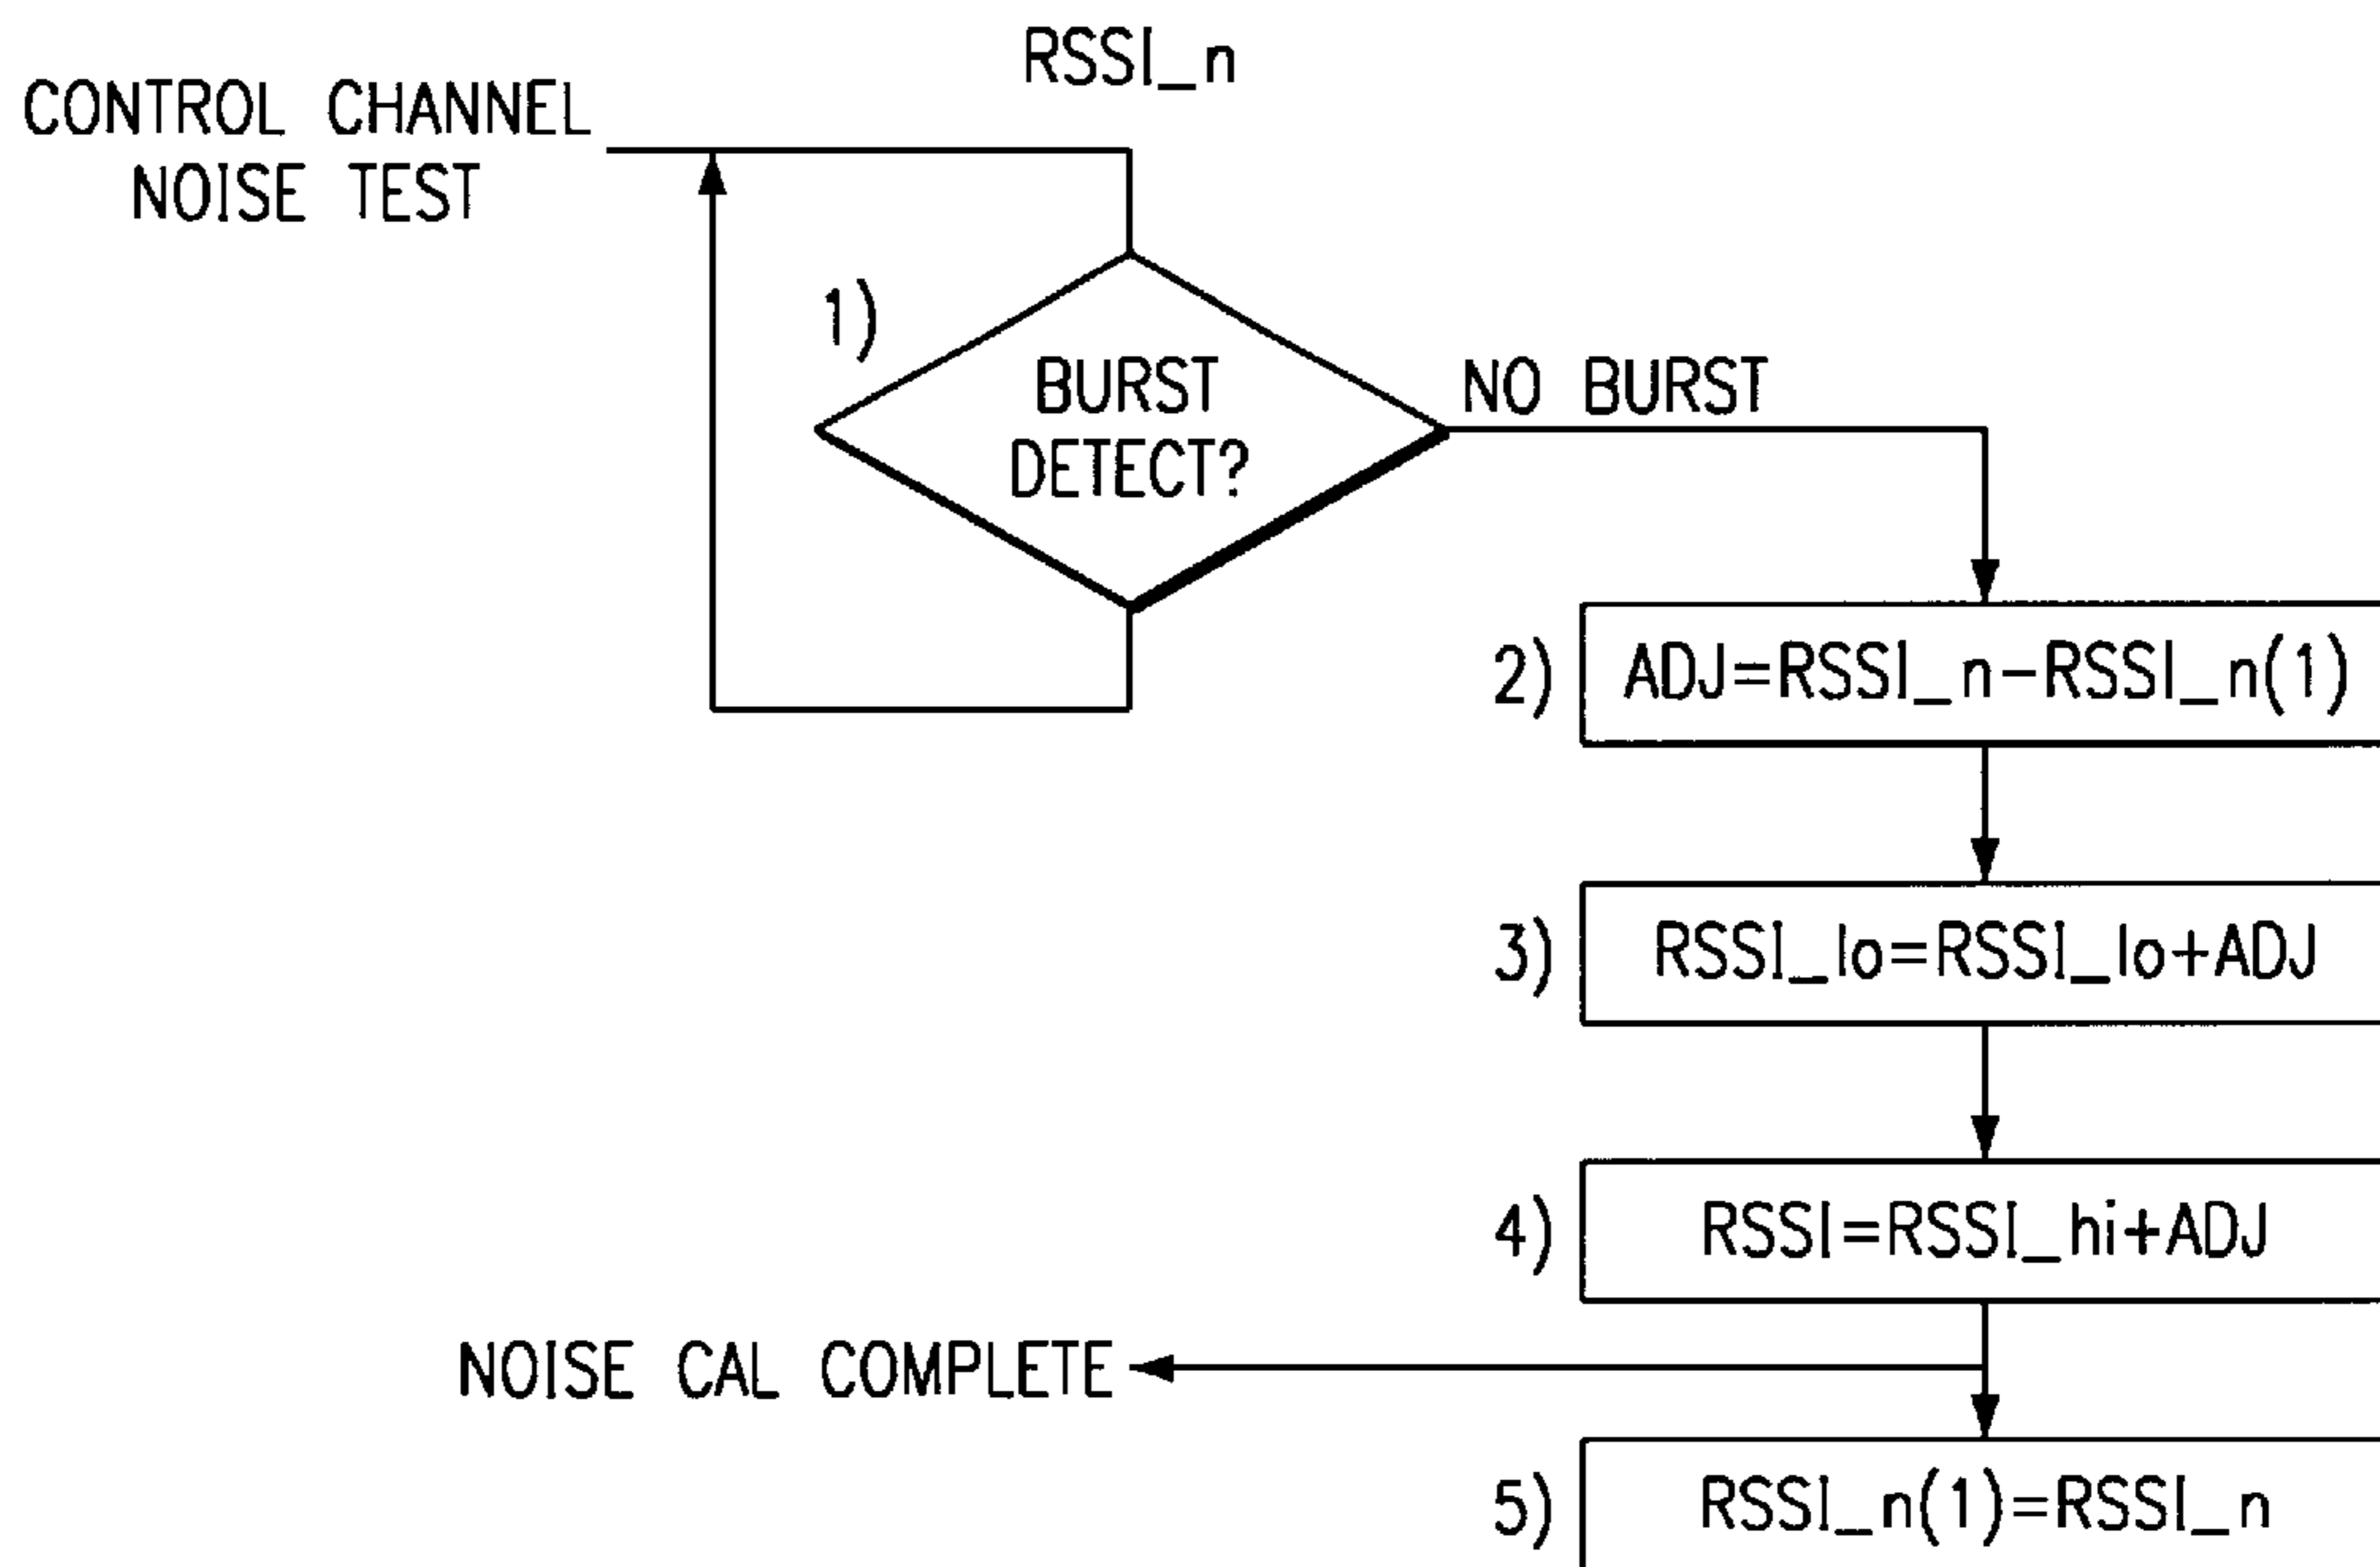 RSSI_n
CONTROL CHANNEL
NOISE TEST
1)
BURST
DETECT?
NO BURST
2) ADJ=RSSI_n-RSSI_n(1)
3) RSSI_lo=RSSI_lo+ADJ
4) RSSI=RSSI_hi+ADJ
NOISE CAL COMPLETE
5) RSSI_n(1)=RSSI_n